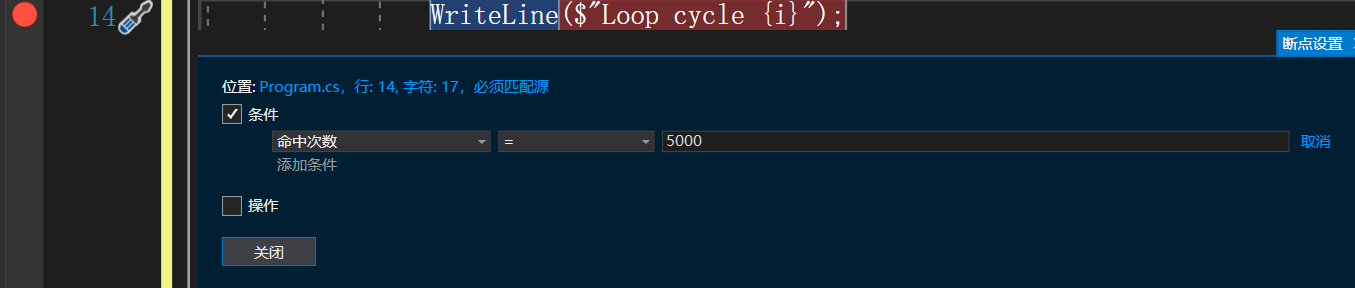 14 WriteLine($"Loop cycle {i}");
断点设置
位置: Program.cs，行: 14, 字符: 17，必须匹配源
条件
命中次数 = 5000 取消
添加条件
操作
关闭